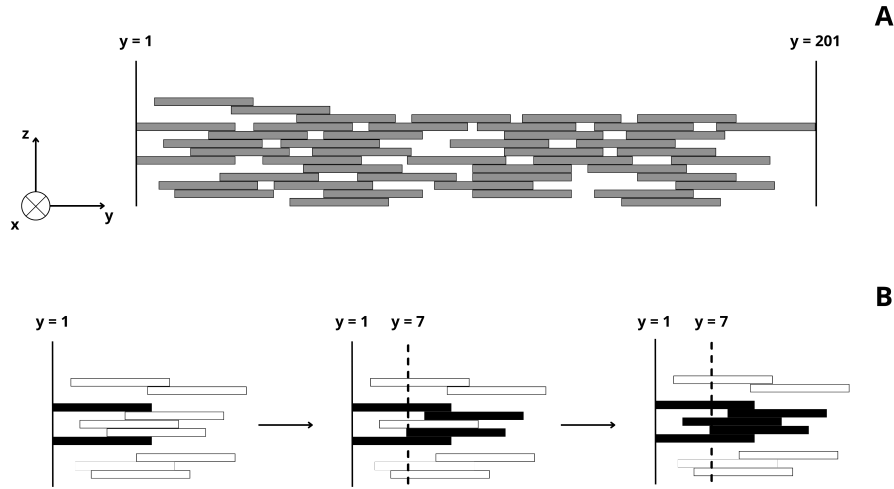 A
y = 1
y = 201
z
x
y
B
y = 1
y = 1
y = 7
y = 1
y = 7